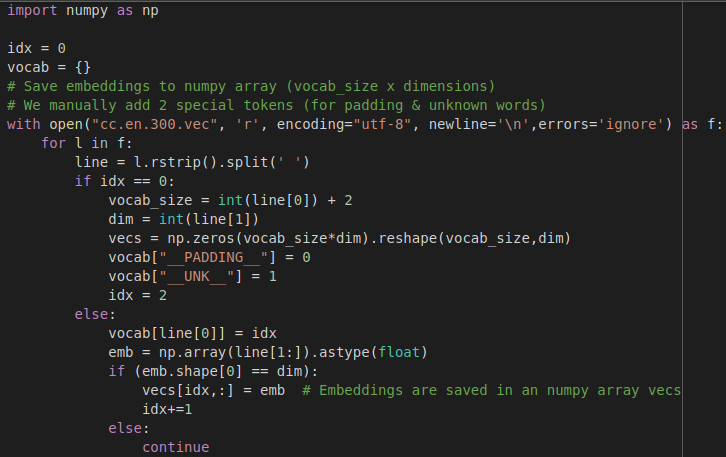 import numpy as np

idx = 0
vocab = {}
# Save embeddings to numpy array (vocab_size x dimensions)
# We manually add 2 special tokens (for padding & unknown words)
with open("cc.en.300.vec", 'r', encoding="utf-8", newline='\n',errors='ignore') as f:
    for l in f:
        line = l.rstrip().split(' ')
        if idx == 0:
            vocab_size = int(line[0]) + 2
            dim = int(line[1])
            vecs = np.zeros(vocab_size*dim).reshape(vocab_size,dim)
            vocab["__PADDING__"] = 0
            vocab["__UNK__"] = 1
            idx = 2
        else:
            vocab[line[0]] = idx
            emb = np.array(line[1:]).astype(float)
            if (emb.shape[0] == dim):
                vecs[idx,:] = emb  # Embeddings are saved in an numpy array vecs
                idx+=1
            else:
                continue